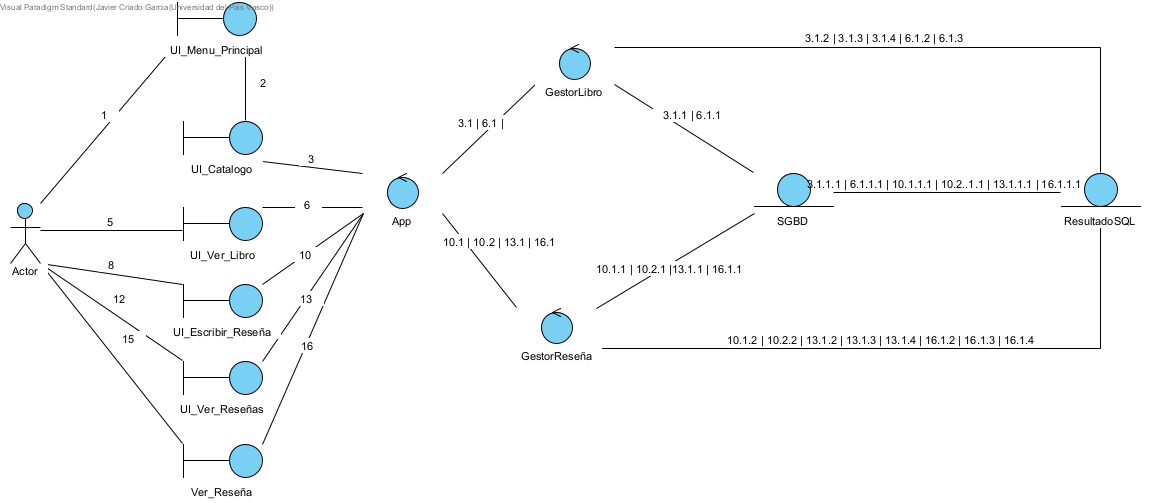 Visual Paradigm Standard(Javier Criado Garcia(Universidad del Pais Vasco))
UI_Menu_Principal
3.1.2 | 3.1.3 | 3.1.4 | 6.1.2 | 6.1.3
2
GestorLibro
1
3.1 | 6.1 |
3.1.1 | 6.1.1
3
UI_Catalogo
App
3.1.1.1 | 6.1.1.1 | 10.1.1.1 | 10.2..1.1 | 13.1.1.1 | 16.1.1.1
SGBD
ResultadoSQL
5
6
UI_Ver_Libro
Actor
8
10
10.1 | 10.2 | 13.1 | 16.1
10.1.1 | 10.2.1 |13.1.1 | 16.1.1
12
13
UI_Escribir_Reseña
15
16
GestorReseña
10.1.2 | 10.2.2 | 13.1.2 | 13.1.3 | 13.1.4 | 16.1.2 | 16.1.3 | 16.1.4
UI_Ver_Reseñas
Ver_Reseña